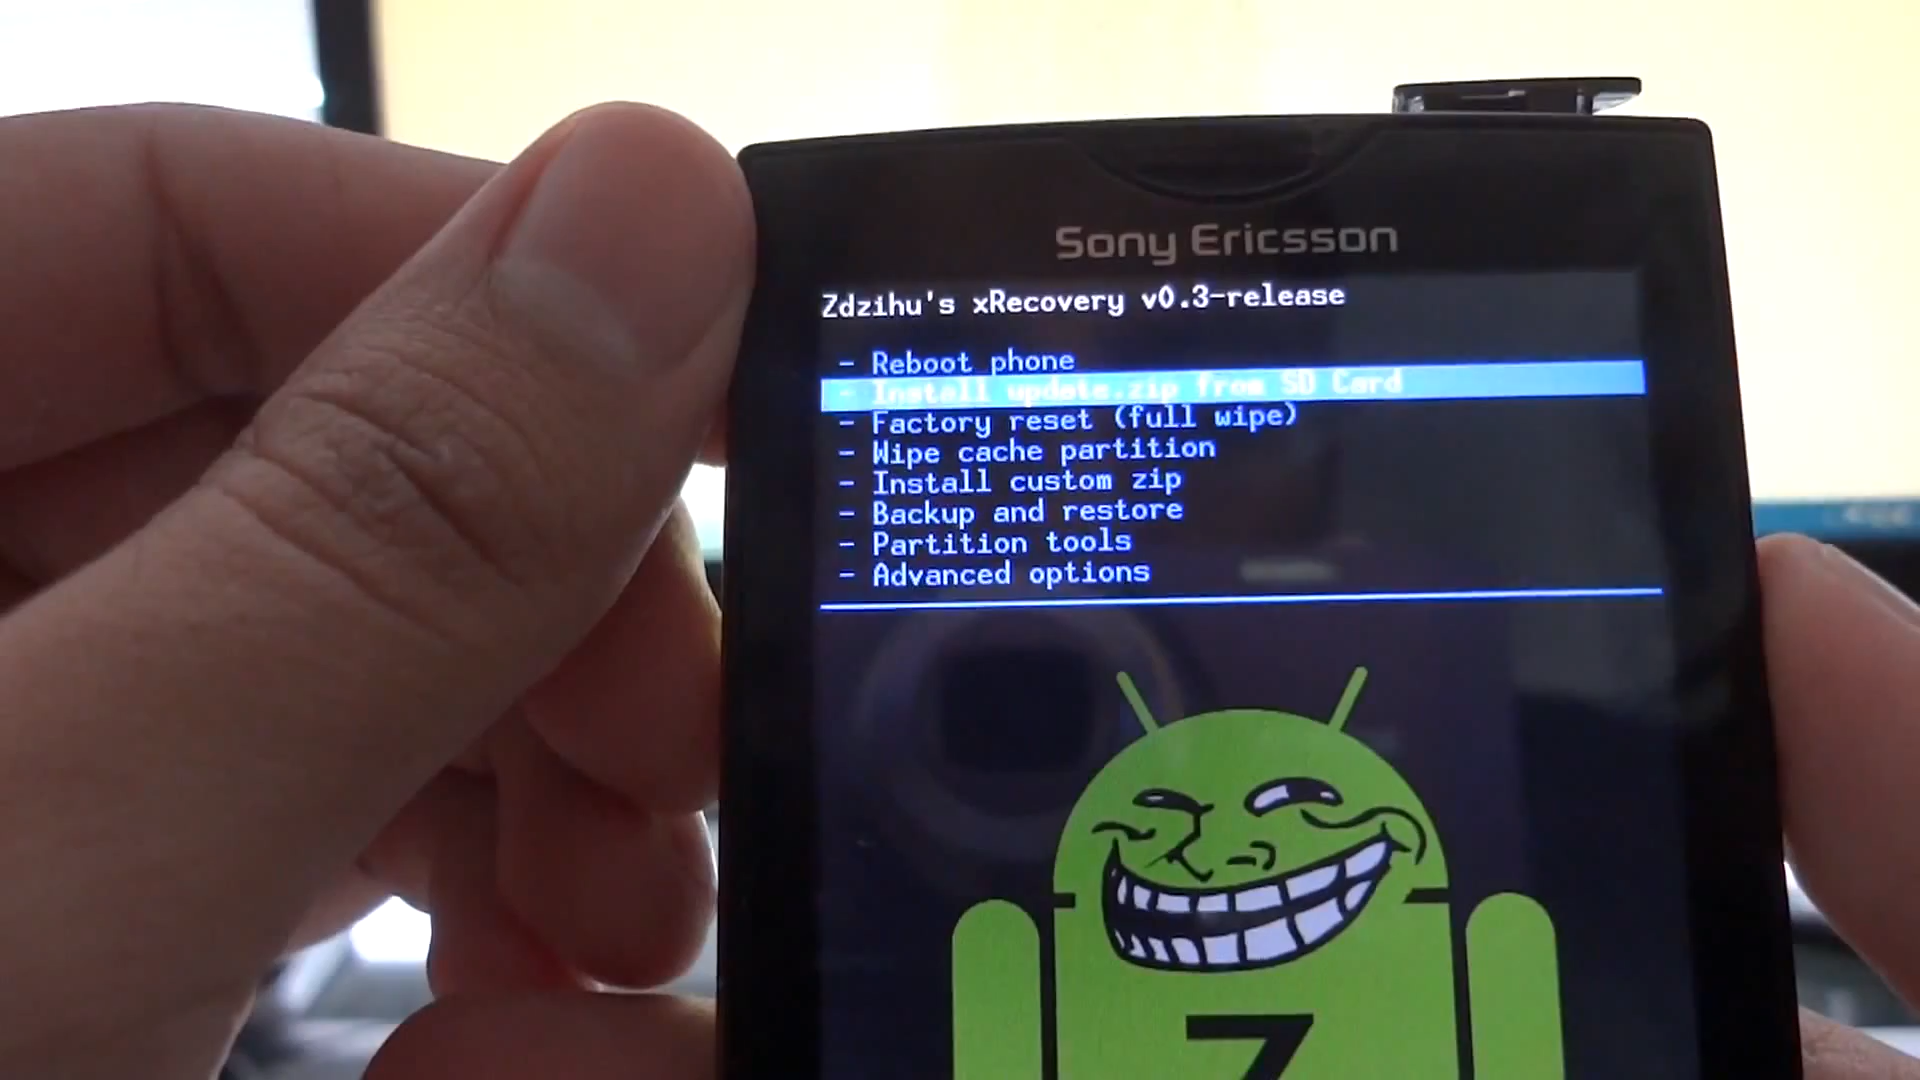 Sony Ericsson
Zdzihu's xRecovery v0.3-release
- Reboot phone
- Install update.zip from SD Card
- Factory reset (full wipe)
- Wipe cache partition
- Install custom zip
- Backup and restore
- Partition tools
- Advanced options
Z